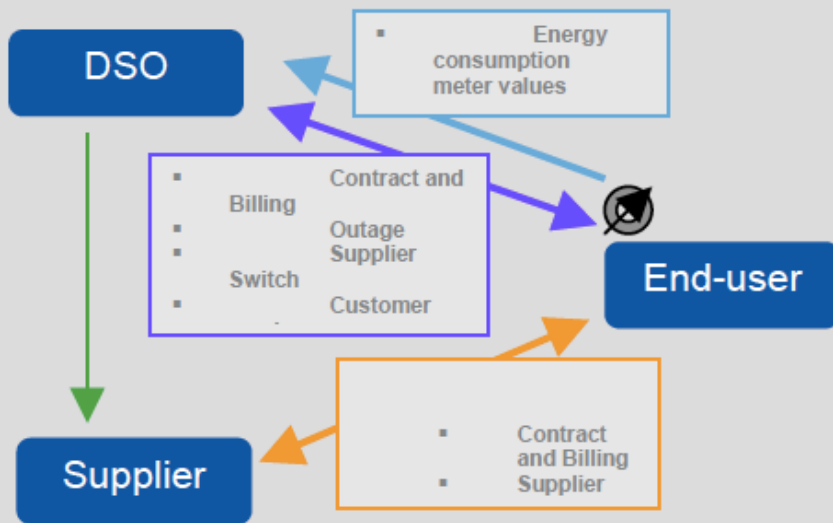 DSO
▪ Energy
consumption
meter values
▪ Contract and
Billing
▪ Outage
▪ Supplier
Switch
▪ Customer
End-user
Supplier
▪ Contract
and Billing
▪ Supplier